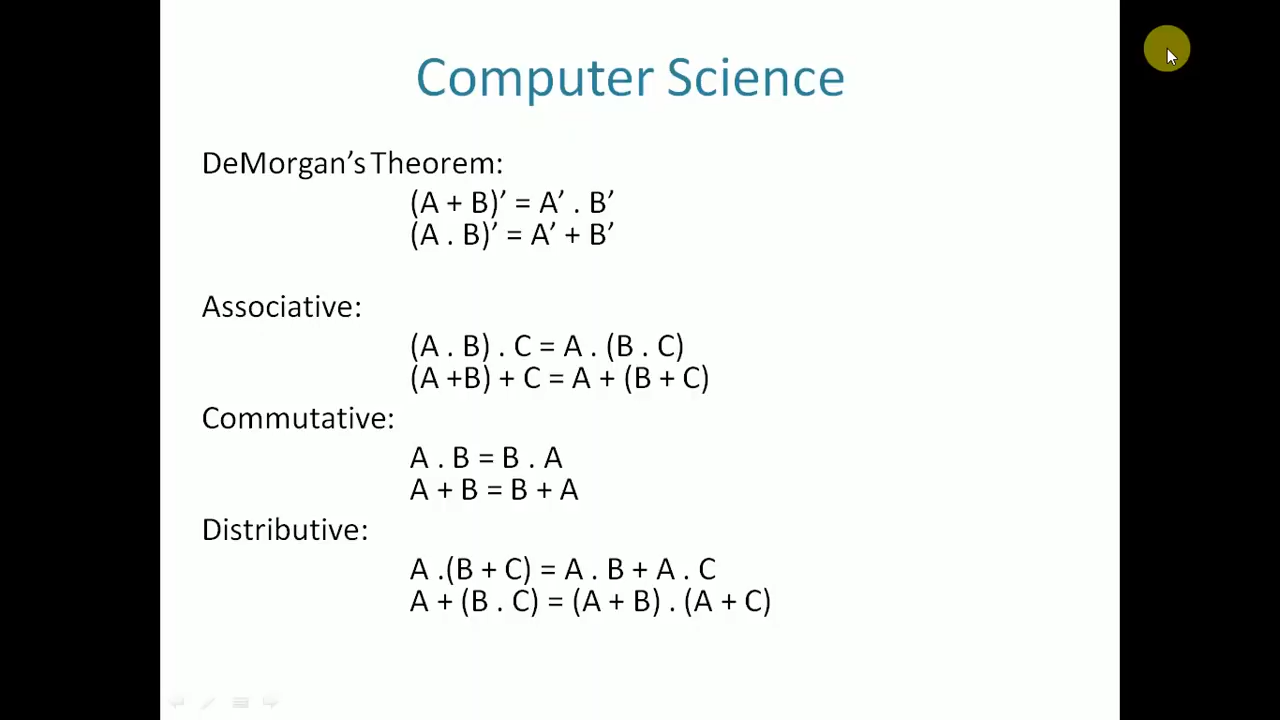 Computer Science
DeMorgan’s Theorem:
(A + B)’ = A’ . B’
(A . B)’ = A’ + B’
Associative:
(A . B) . C = A . (B . C)
(A +B) + C = A + (B + C)
Commutative:
A . B = B . A
A + B = B + A
Distributive:
A .(B + C) = A . B + A . C
A + (B . C) = (A + B) . (A + C)